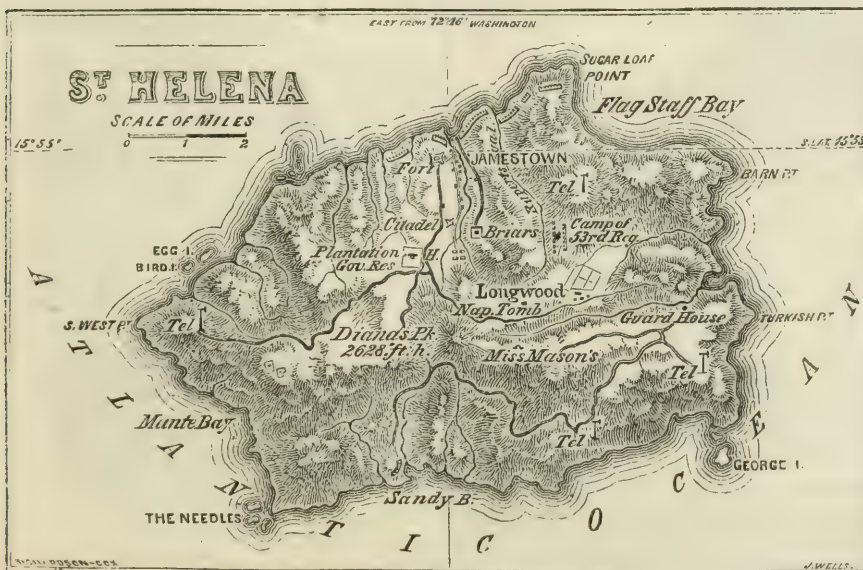 EAST FROM 72°46' WASHINGTON
ST HELENA
SCALE OF MILES
0 1 2
SUGAR LOAF
POINT
Flag Staff Bay
15°55'
S. LAT. 15°55'
JAMESTOWN
Fort
Tel
BARN PT
Citadel
Briars
Camp of
53rd Reg
EGG I.
BIRD I.
Plantation
Gov. Res
H.
Longwood
Nap. Tomb
Guard House
S. WEST PT
Tel
TURKISH PT
Diana's Pk
2628 ft. h.
Miss Mason's
Tel
Munte Bay
Tel
GEORGE I.
Sandy B.
THE NEEDLES
ATLANTIC OCEAN
J. WELLS.